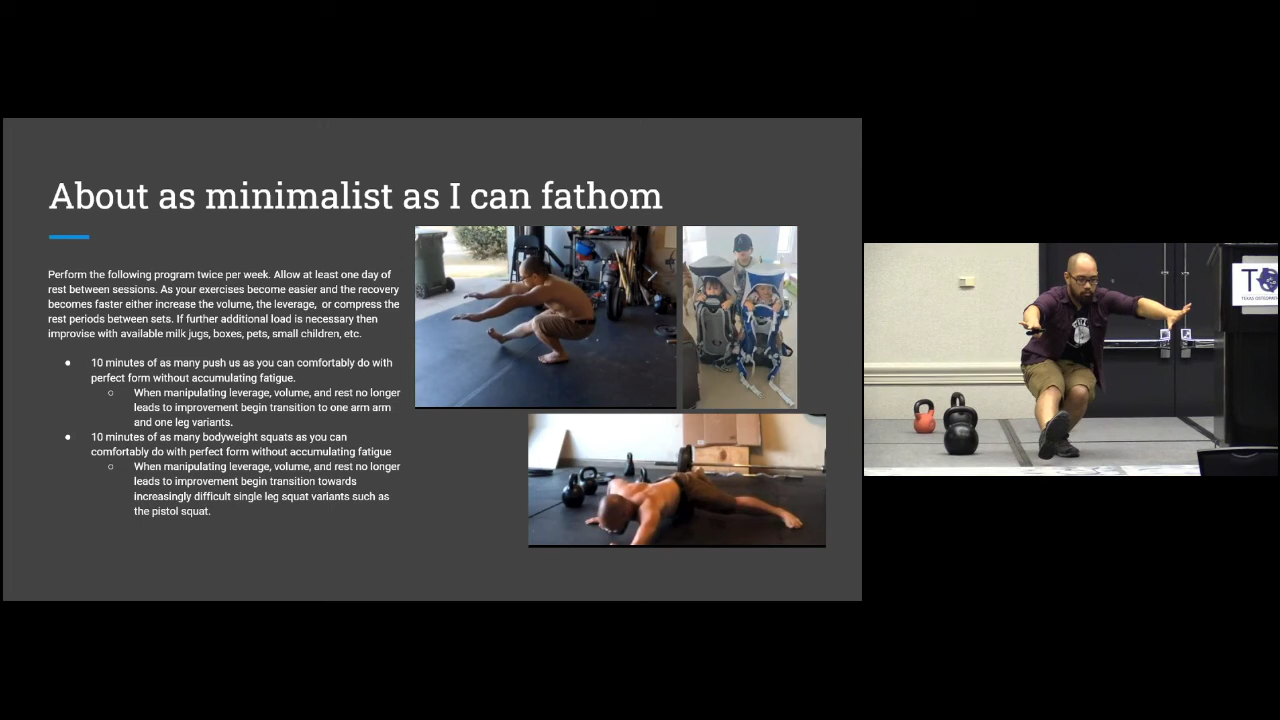 About as minimalist as I can fathom
Perform the following program twice per week. Allow at least one day of
rest between sessions. As your exercises become easier and the recovery
becomes faster either increase the volume, the leverage, or compress the
rest periods between sets. If further additional load is necessary then
improvise with available milk jugs, boxes, pets, small children, etc.
● 10 minutes of as many push us as you can comfortably do with
perfect form without accumulating fatigue.
○ When manipulating leverage, volume, and rest no longer
leads to improvement begin transition to one arm arm
and one leg variants.
● 10 minutes of as many bodyweight squats as you can
comfortably do with perfect form without accumulating fatigue
○ When manipulating leverage, volume, and rest no longer
leads to improvement begin transition towards
increasingly difficult single leg squat variants such as
the pistol squat.
TEXAS